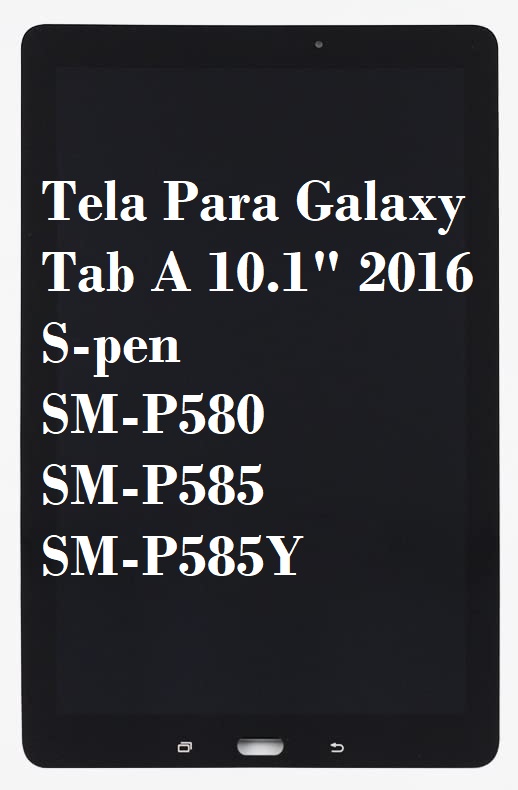 Tela Para Galaxy
Tab A 10.1" 2016
S-pen
SM-P580
SM-P585
SM-P585Y